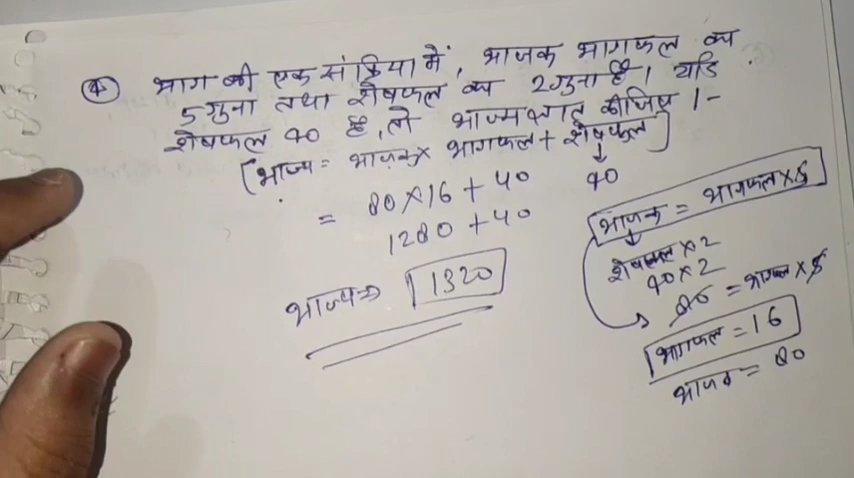 ④ भाग की एक संक्रिया में, भाजक भागफल का
5 गुना तथा शेषफल का 2 गुना है। यदि
शेषफल 40 है, तो भाज्य ज्ञात कीजिए।-
[भाज्य = भाजक × भागफल + शेषफल]
= 80 × 16 + 40
40
1280 + 40
भाज्य ⇒ 1320
भाजक = भागफल × 5
शेषफल × 2
40 × 2
80 = भागफल × 5
भागफल = 16
भाजक = 80